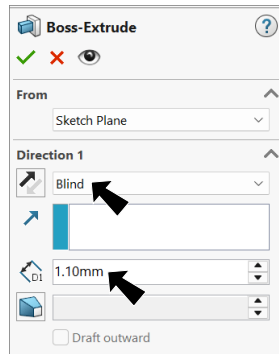 Boss-Extrude
?
From
Sketch Plane
Direction 1
Blind
D1
1.10mm
Draft outward